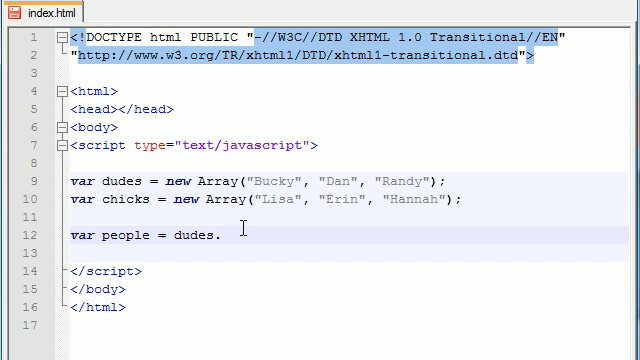 index.html
1 <!DOCTYPE html PUBLIC "-//W3C//DTD XHTML 1.0 Transitional//EN"
2 "http://www.w3.org/TR/xhtml1/DTD/xhtml1-transitional.dtd">
3
4 <html>
5 <head></head>
6 <body>
7 <script type="text/javascript">
8
9 var dudes = new Array("Bucky", "Dan", "Randy");
10 var chicks = new Array("Lisa", "Erin", "Hannah");
11
12 var people = dudes.
13
14 </script>
15 </body>
16 </html>
17